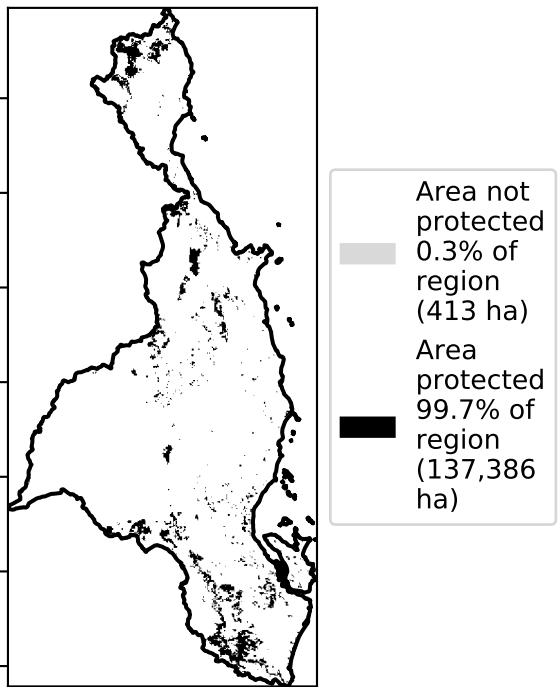 Area not
protected
0.3% of
region
(413 ha)
Area
protected
99.7% of
region
(137,386
ha)